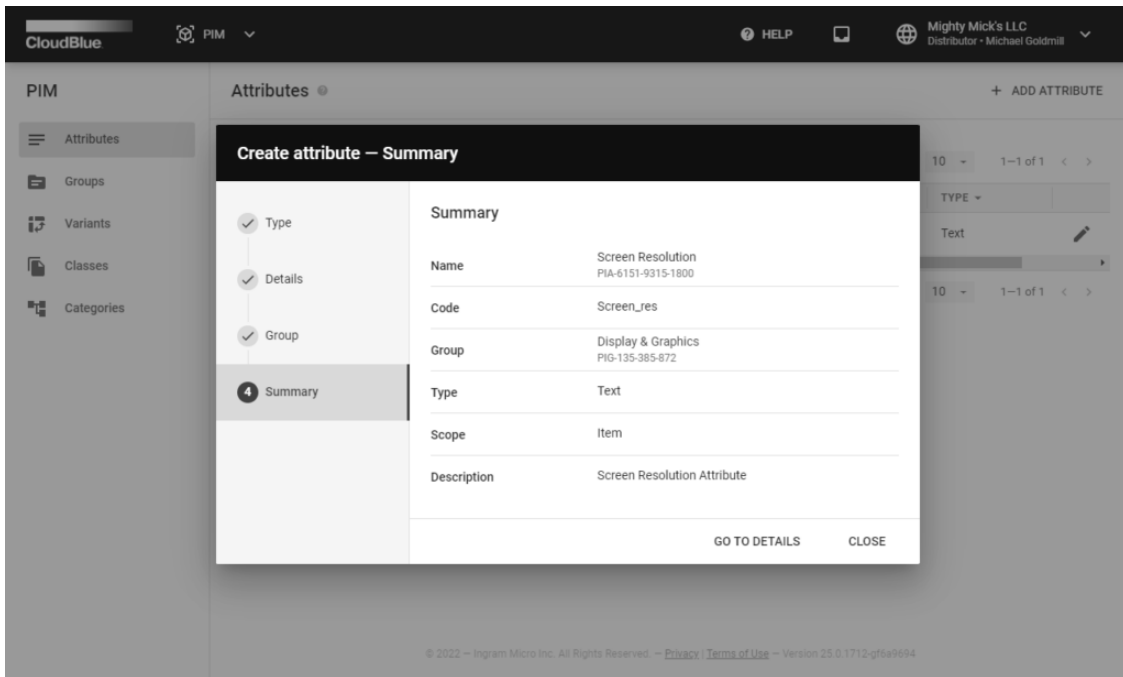 CloudBlue
PIM
HELP
Mighty Mick's LLC
Distributor • Michael Goldmill
PIM
Attributes
Groups
Variants
Classes
Categories
Attributes
+ ADD ATTRIBUTE
10
1–1 of 1
TYPE
Text
10
1–1 of 1
Create attribute — Summary
Type
Details
Group
4 Summary
Summary
Name
Screen Resolution
PIA-6151-9315-1800
Code
Screen_res
Group
Display & Graphics
PIG-135-385-872
Type
Text
Scope
Item
Description
Screen Resolution Attribute
GO TO DETAILS
CLOSE
© 2022 — Ingram Micro Inc. All Rights Reserved. — Privacy | Terms of Use — Version 25.0.1712-gf6a9694